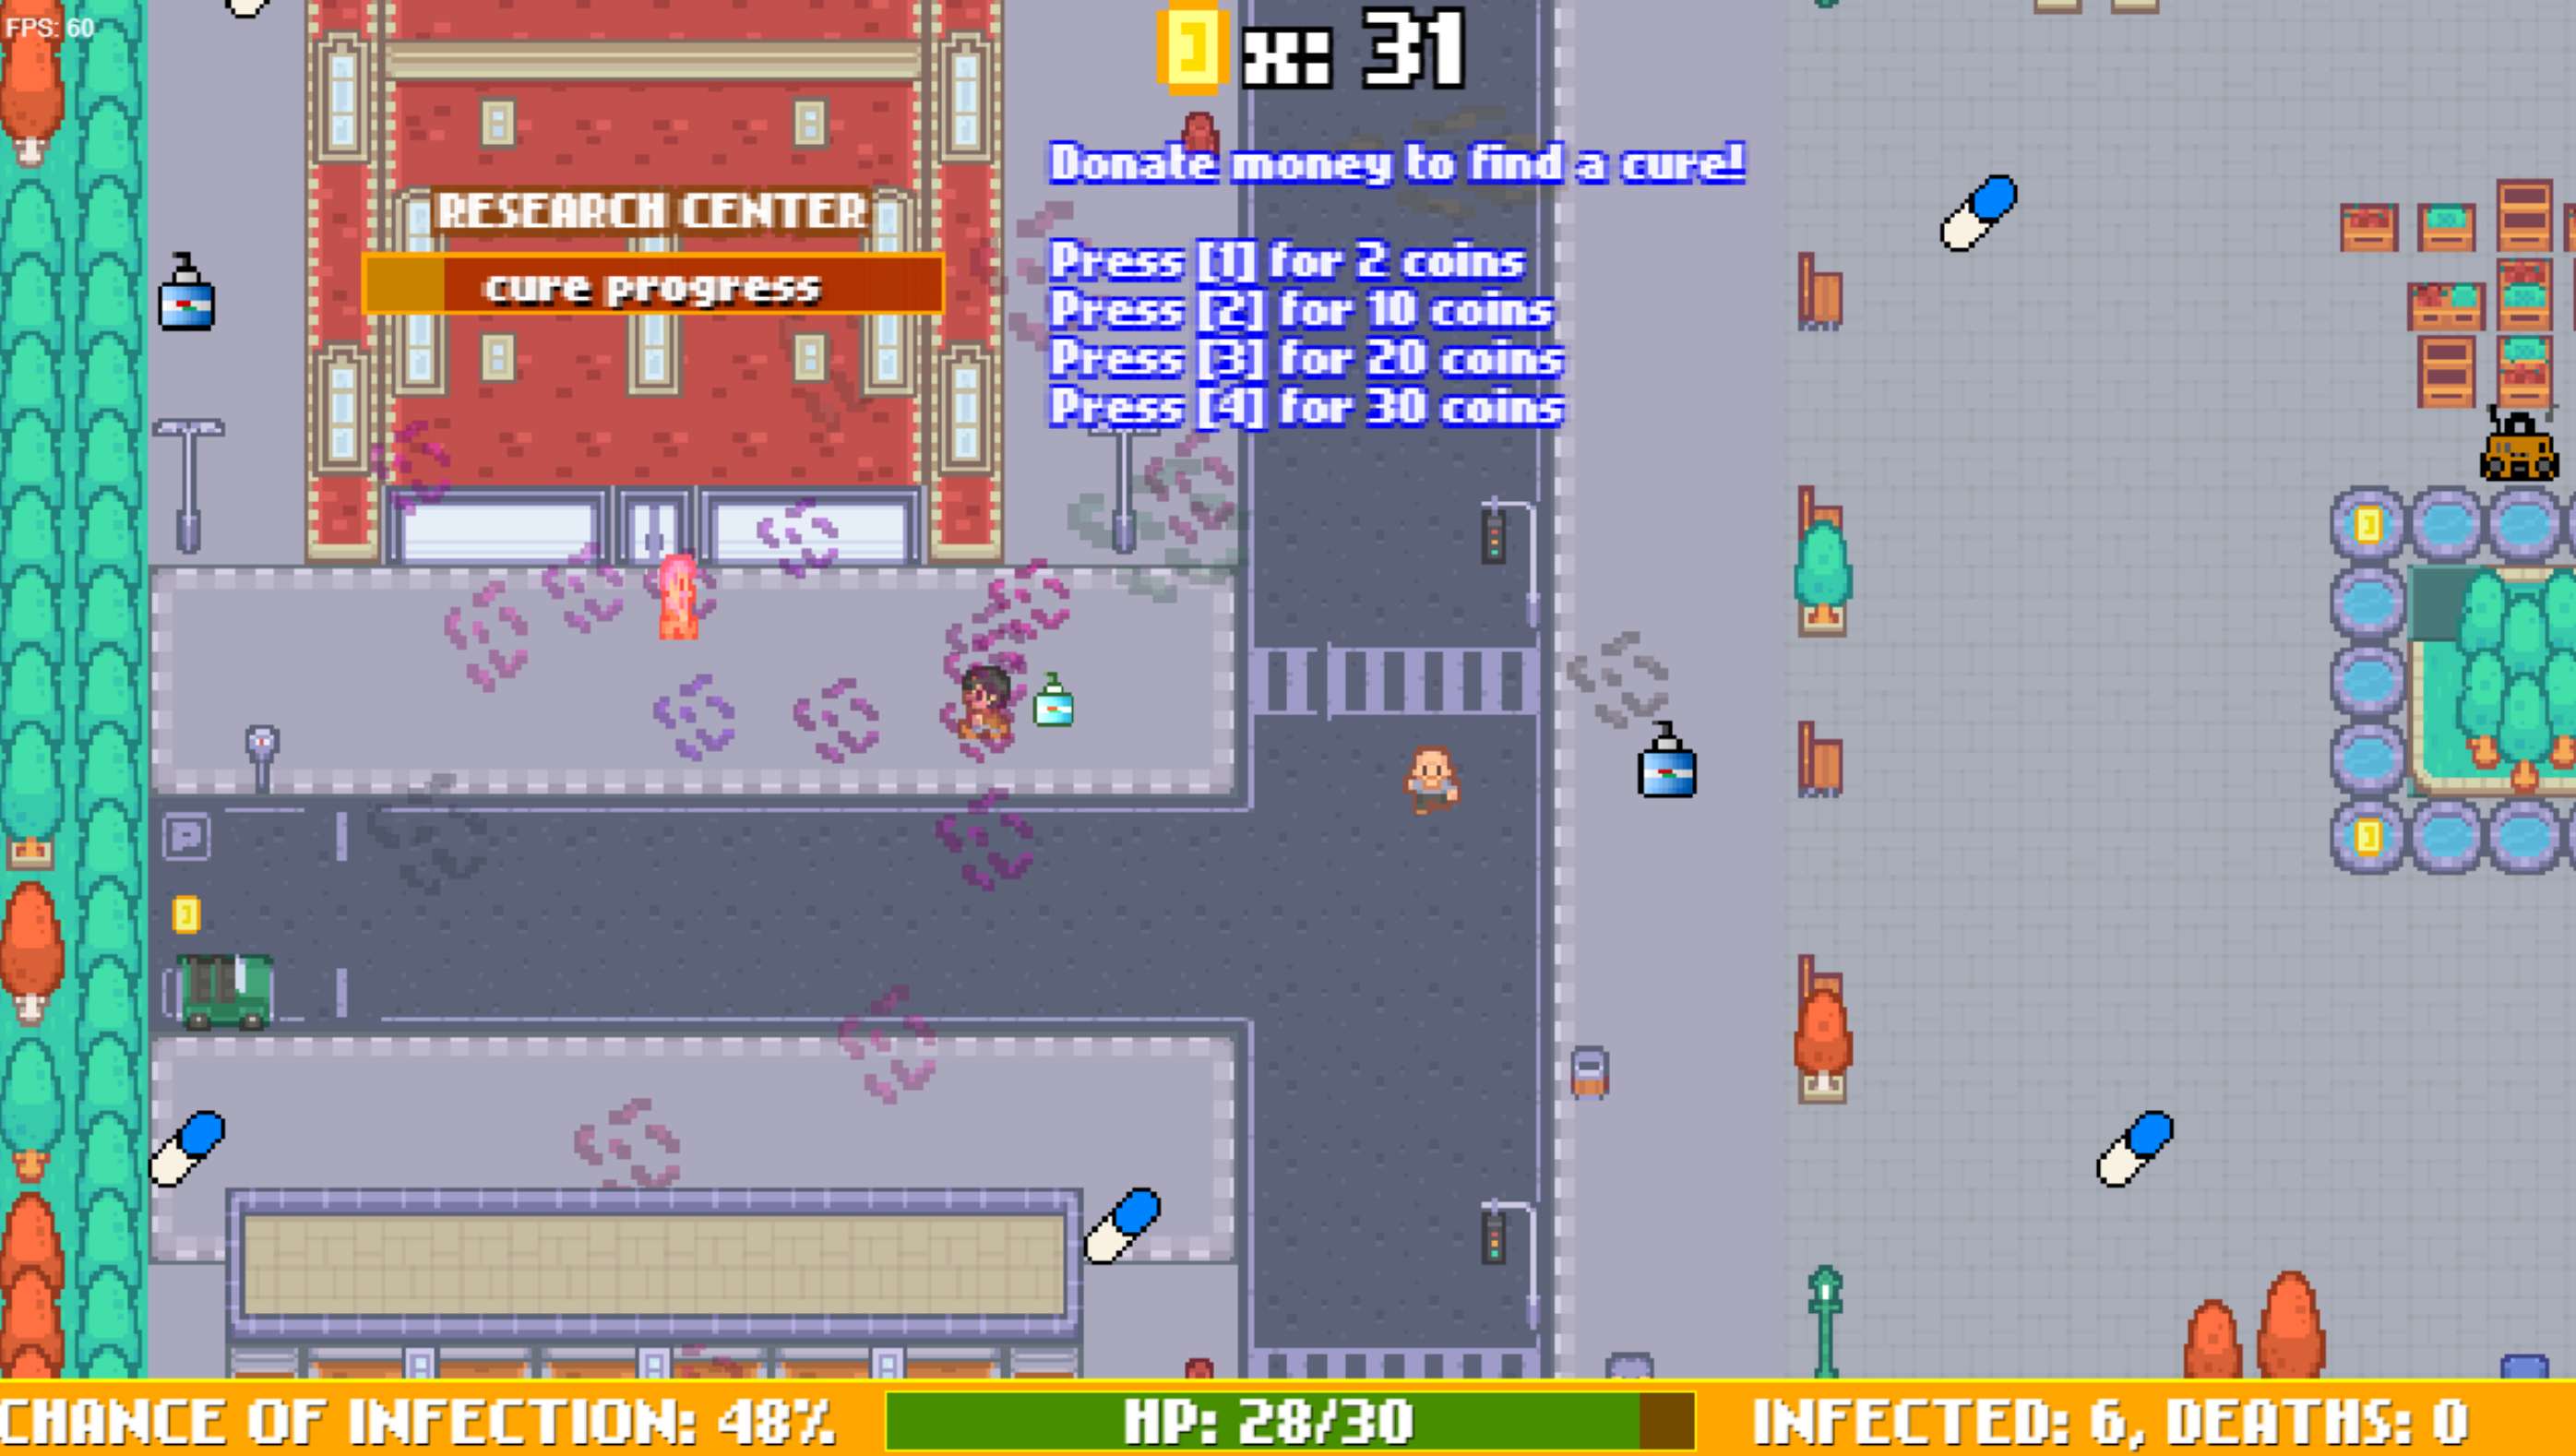 FPS: 60
x: 31
Donate money to find a cure!
RESEARCH CENTER
cure progress
Press [1] for 2 coins
Press [2] for 10 coins
Press [3] for 20 coins
Press [4] for 30 coins
P
CHANCE OF INFECTION: 48%
HP: 28/30
INFECTED: 6, DEATHS: 0